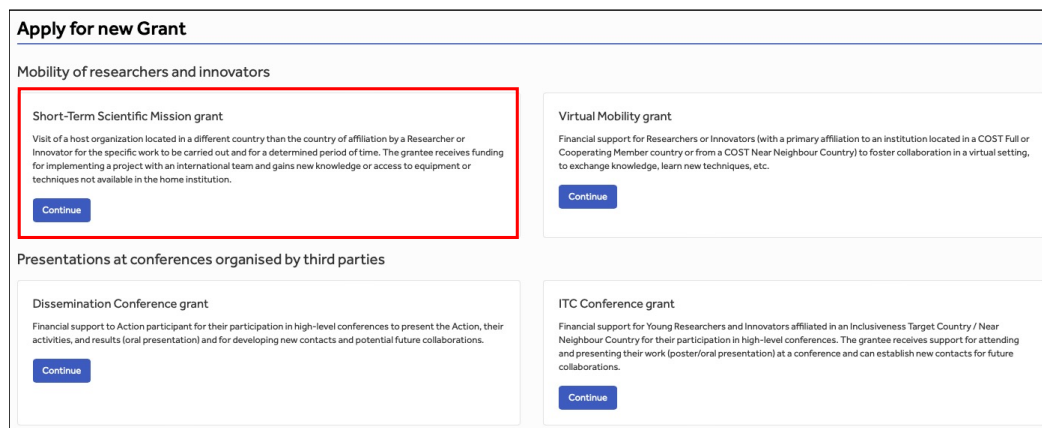 Apply for new Grant
Mobility of researchers and innovators
Short-Term Scientific Mission grant
Visit of a host organization located in a different country than the country of affiliation by a Researcher or
Innovator for the specific work to be carried out and for a determined period of time. The grantee receives funding
for implementing a project with an international team and gains new knowledge or access to equipment or
techniques not available in the home institution.
Continue
Virtual Mobility grant
Financial support for Researchers or Innovators (with a primary affiliation to an institution located in a COST Full or
Cooperating Member country or from a COST Near Neighbour Country) to foster collaboration in a virtual setting,
to exchange knowledge, learn new techniques, etc.
Continue
Presentations at conferences organised by third parties
Dissemination Conference grant
Financial support to Action participant for their participation in high-level conferences to present the Action, their
activities, and results (oral presentation) and for developing new contacts and potential future collaborations.
Continue
ITC Conference grant
Financial support for Young Researchers and Innovators affiliated in an Inclusiveness Target Country / Near
Neighbour Country for their participation in high-level conferences. The grantee receives support for attending
and presenting their work (poster/oral presentation) at a conference and can establish new contacts for future
collaborations.
Continue